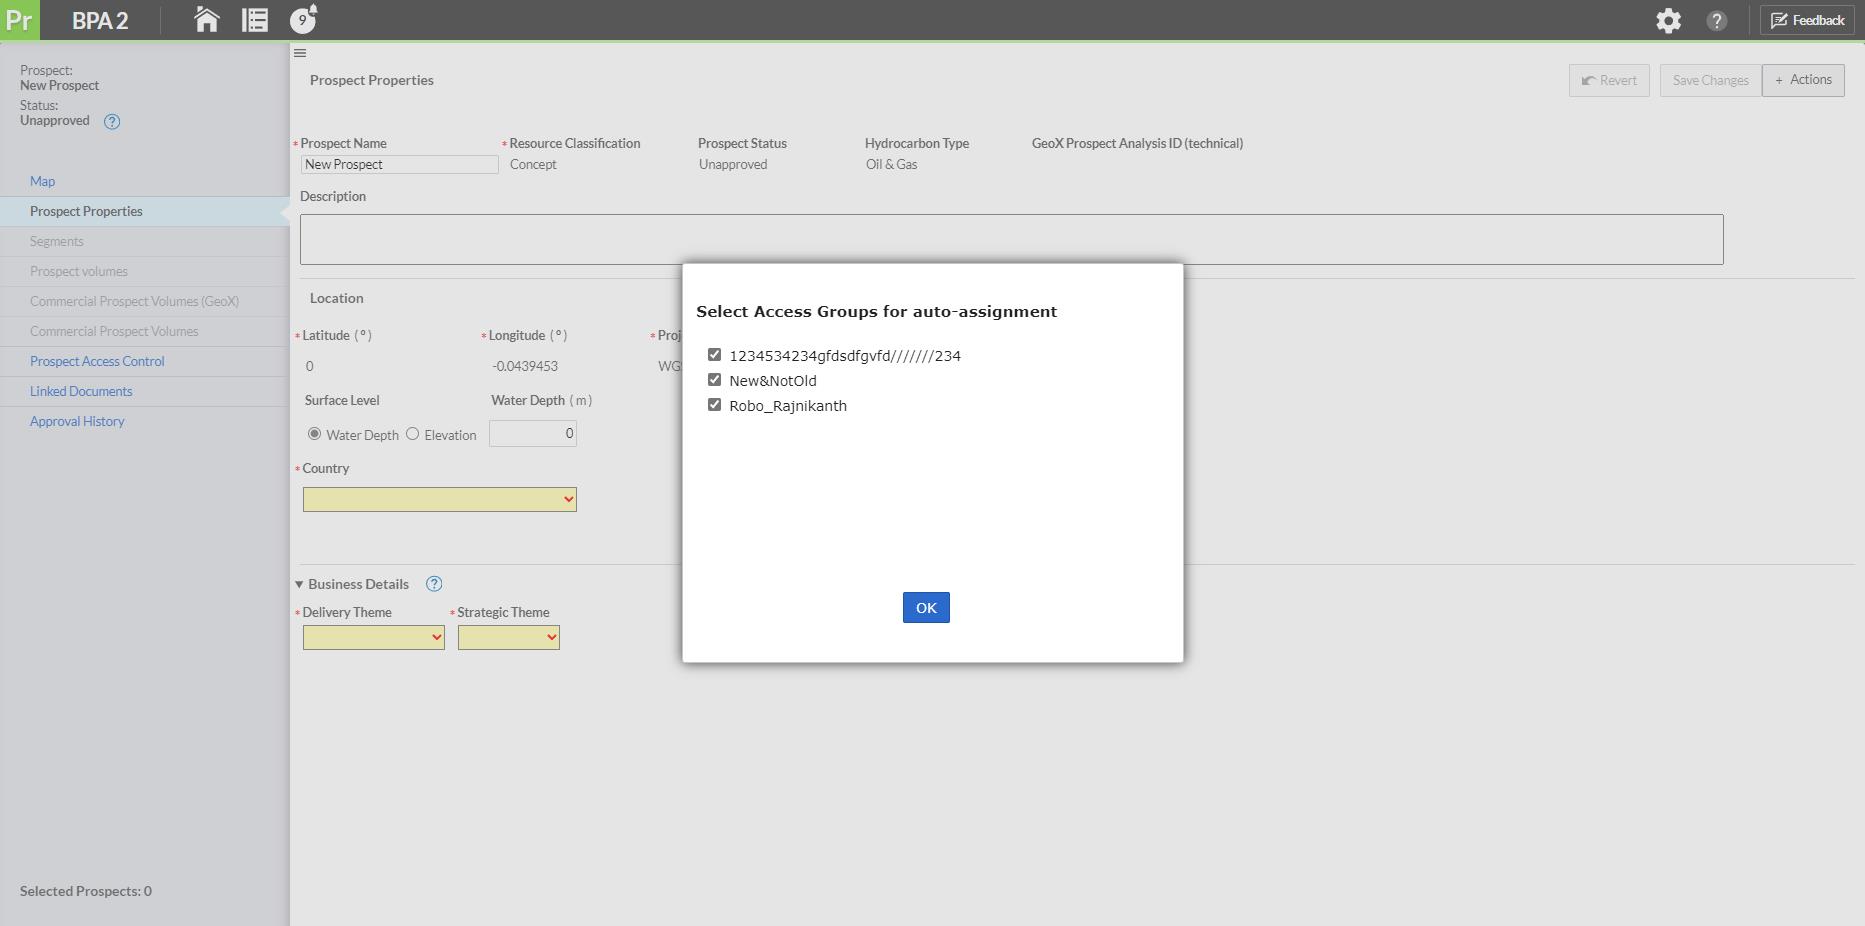 Pr BPA 2 9 ? Feedback
Prospect:
New Prospect
Status:
Unapproved ?
Map
Prospect Properties
Segments
Prospect volumes
Commercial Prospect Volumes (GeoX)
Commercial Prospect Volumes
Prospect Access Control
Linked Documents
Approval History
Selected Prospects: 0
Prospect Properties Revert Save Changes + Actions
* Prospect Name * Resource Classification Prospect Status Hydrocarbon Type GeoX Prospect Analysis ID (technical)
New Prospect Concept Unapproved Oil & Gas
Description
Location
* Latitude (°) * Longitude (°) * Proj
0 -0.0439453 WG
Surface Level Water Depth (m)
Water Depth Elevation 0
* Country
Business Details ?
* Delivery Theme * Strategic Theme
Select Access Groups for auto-assignment
1234534234gfdsdfgvfd///////234
New&NotOld
Robo_Rajnikanth
OK